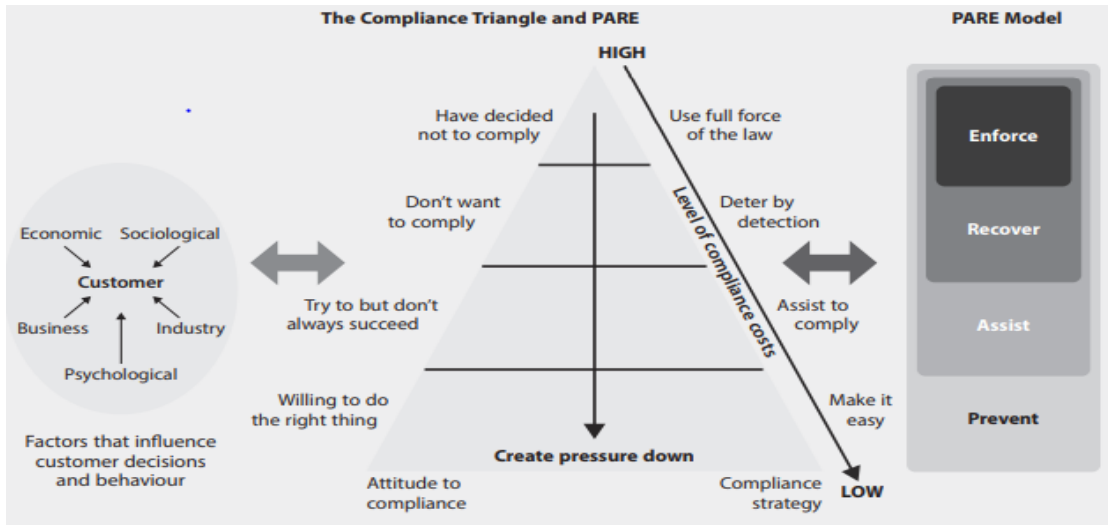 The Compliance Triangle and PARE
PARE Model
HIGH
Have decided
not to comply
Use full force
of the law
Enforce
Don't want
to comply
Deter by
detection
Level of compliance costs
Recover
Economic
Sociological
Customer
Business
Industry
Psychological
Try to but don't
always succeed
Assist to
comply
Assist
Willing to do
the right thing
Make it
easy
Prevent
Factors that influence
customer decisions
and behaviour
Create pressure down
Attitude to
compliance
Compliance
strategy
LOW